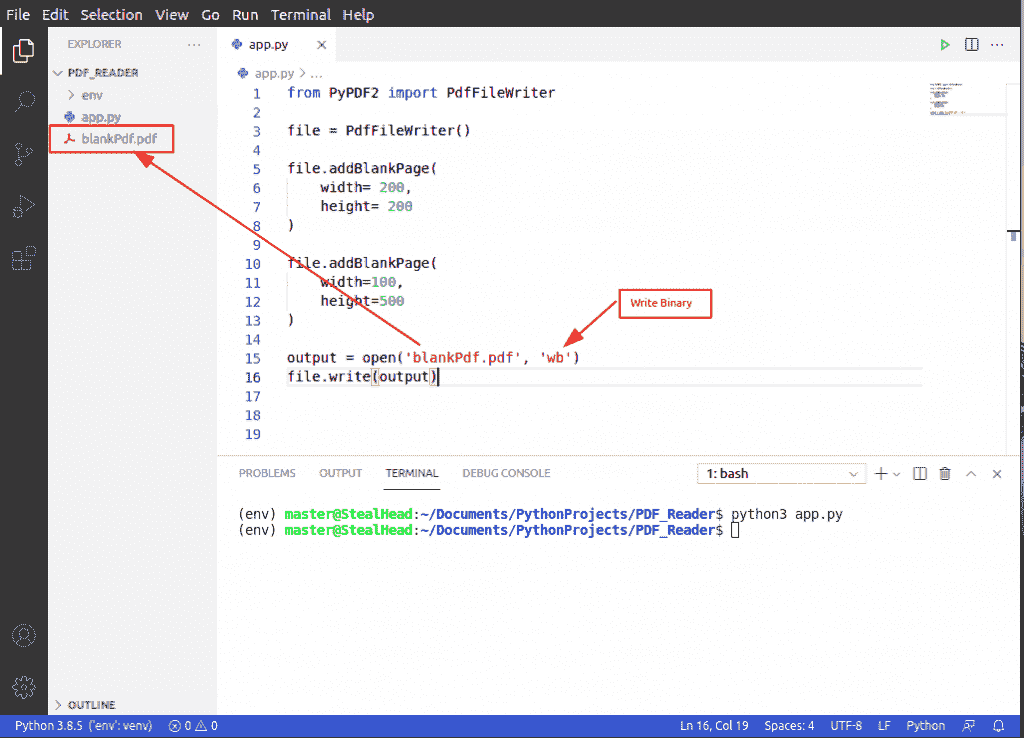 File Edit Selection View Go Run Terminal Help
EXPLORER ...
PDF_READER
env
app.py
blankPdf.pdf
OUTLINE
app.py
app.py > ...
1 from PyPDF2 import PdfFileWriter
2
3 file = PdfFileWriter()
4
5 file.addBlankPage(
6     width= 200,
7     height= 200
8 )
9
10 file.addBlankPage(
11     width=100,
12     height=500
13 )
14
15 output = open('blankPdf.pdf', 'wb')
16 file.write(output)
17
18
19
Write Binary
PROBLEMS OUTPUT TERMINAL DEBUG CONSOLE 1: bash
(env) master@StealHead:~/Documents/PythonProjects/PDF_Reader$ python3 app.py
(env) master@StealHead:~/Documents/PythonProjects/PDF_Reader$
Python 3.8.5 ('env': venv) 0 0 Ln 16, Col 19 Spaces: 4 UTF-8 LF Python